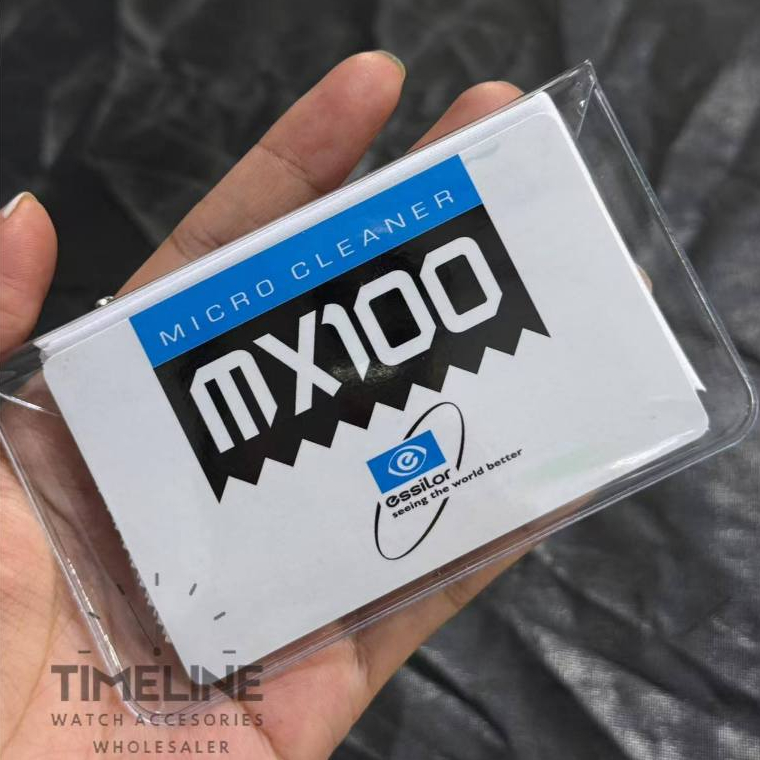 MICRO CLEANER
MX100
e
essilor
seeing the world better
TIMELINE
WATCH ACCESORIES
WHOLESALER